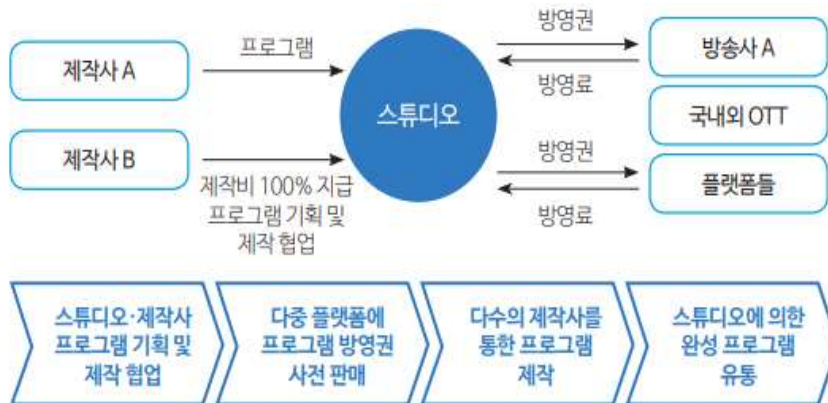 제작사 A
프로그램
제작사 B
제작비 100% 지급
프로그램 기획 및
제작 협업
스튜디오
방영권
방영료
방영권
방영료
방송사 A
국내외 OTT
플랫폼들
스튜디오·제작사
프로그램 기획 및
제작 협업
다중 플랫폼에
프로그램 방영권
사전 판매
다수의 제작사를
통한 프로그램
제작
스튜디오에 의한
완성 프로그램
유통